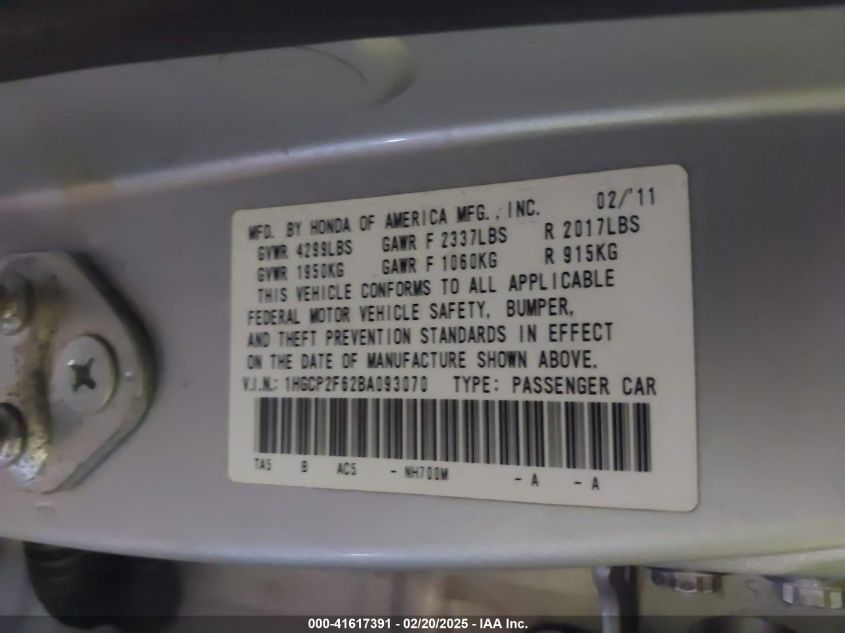 MFD. BY HONDA OF AMERICA MFG., INC. 02/'11
GVWR 4299LBS GAWR F 2337LBS R 2017LBS
GVWR 1950KG GAWR F 1060KG R 915KG
THIS VEHICLE CONFORMS TO ALL APPLICABLE
FEDERAL MOTOR VEHICLE SAFETY, BUMPER,
AND THEFT PREVENTION STANDARDS IN EFFECT
ON THE DATE OF MANUFACTURE SHOWN ABOVE.
V.I.N.: 1HGCP2F62BA093070 TYPE: PASSENGER CAR
TA5 B AC5 - NH700M - A - A
000-41617391 - 02/20/2025 - IAA Inc.